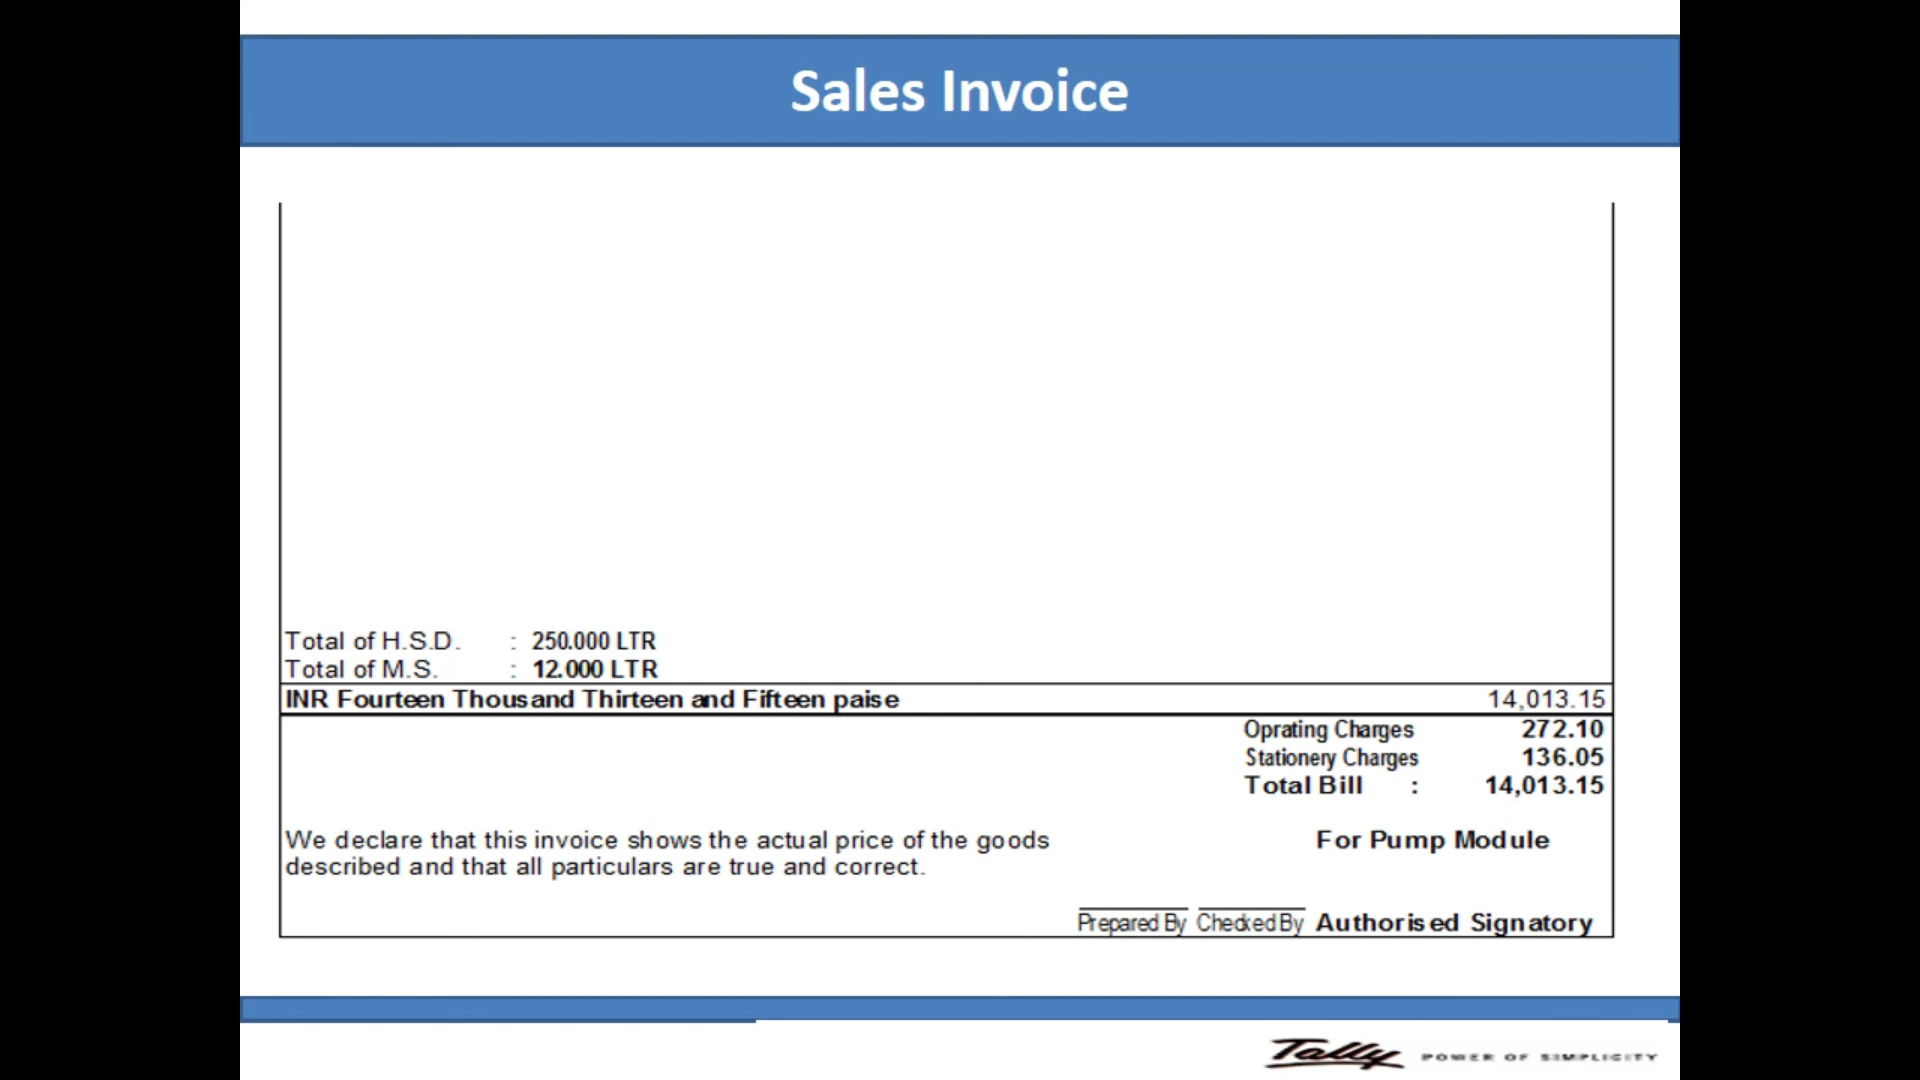 Sales Invoice
Total of H.S.D. : 250.000 LTR
Total of M.S. : 12.000 LTR
INR Fourteen Thousand Thirteen and Fifteen paise 14,013.15
Oprating Charges 272.10
Stationery Charges 136.05
Total Bill : 14,013.15
We declare that this invoice shows the actual price of the goods
described and that all particulars are true and correct.
For Pump Module
Prepared By Checked By Authorised Signatory
Tally POWER OF SIMPLICITY